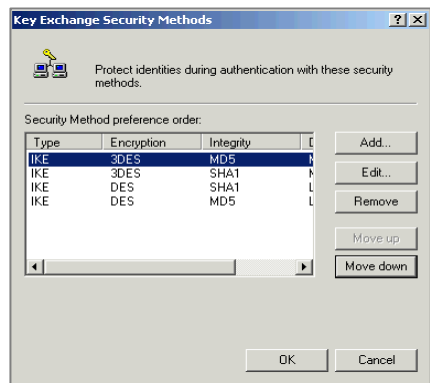 Key Exchange Security Methods
Protect identities during authentication with these security
methods.
Security Method preference order:
Type Encryption Integrity
IKE 3DES MD5
IKE 3DES SHA1
IKE DES SHA1
IKE DES MD5
Add...
Edit...
Remove
Move up
Move down
OK Cancel